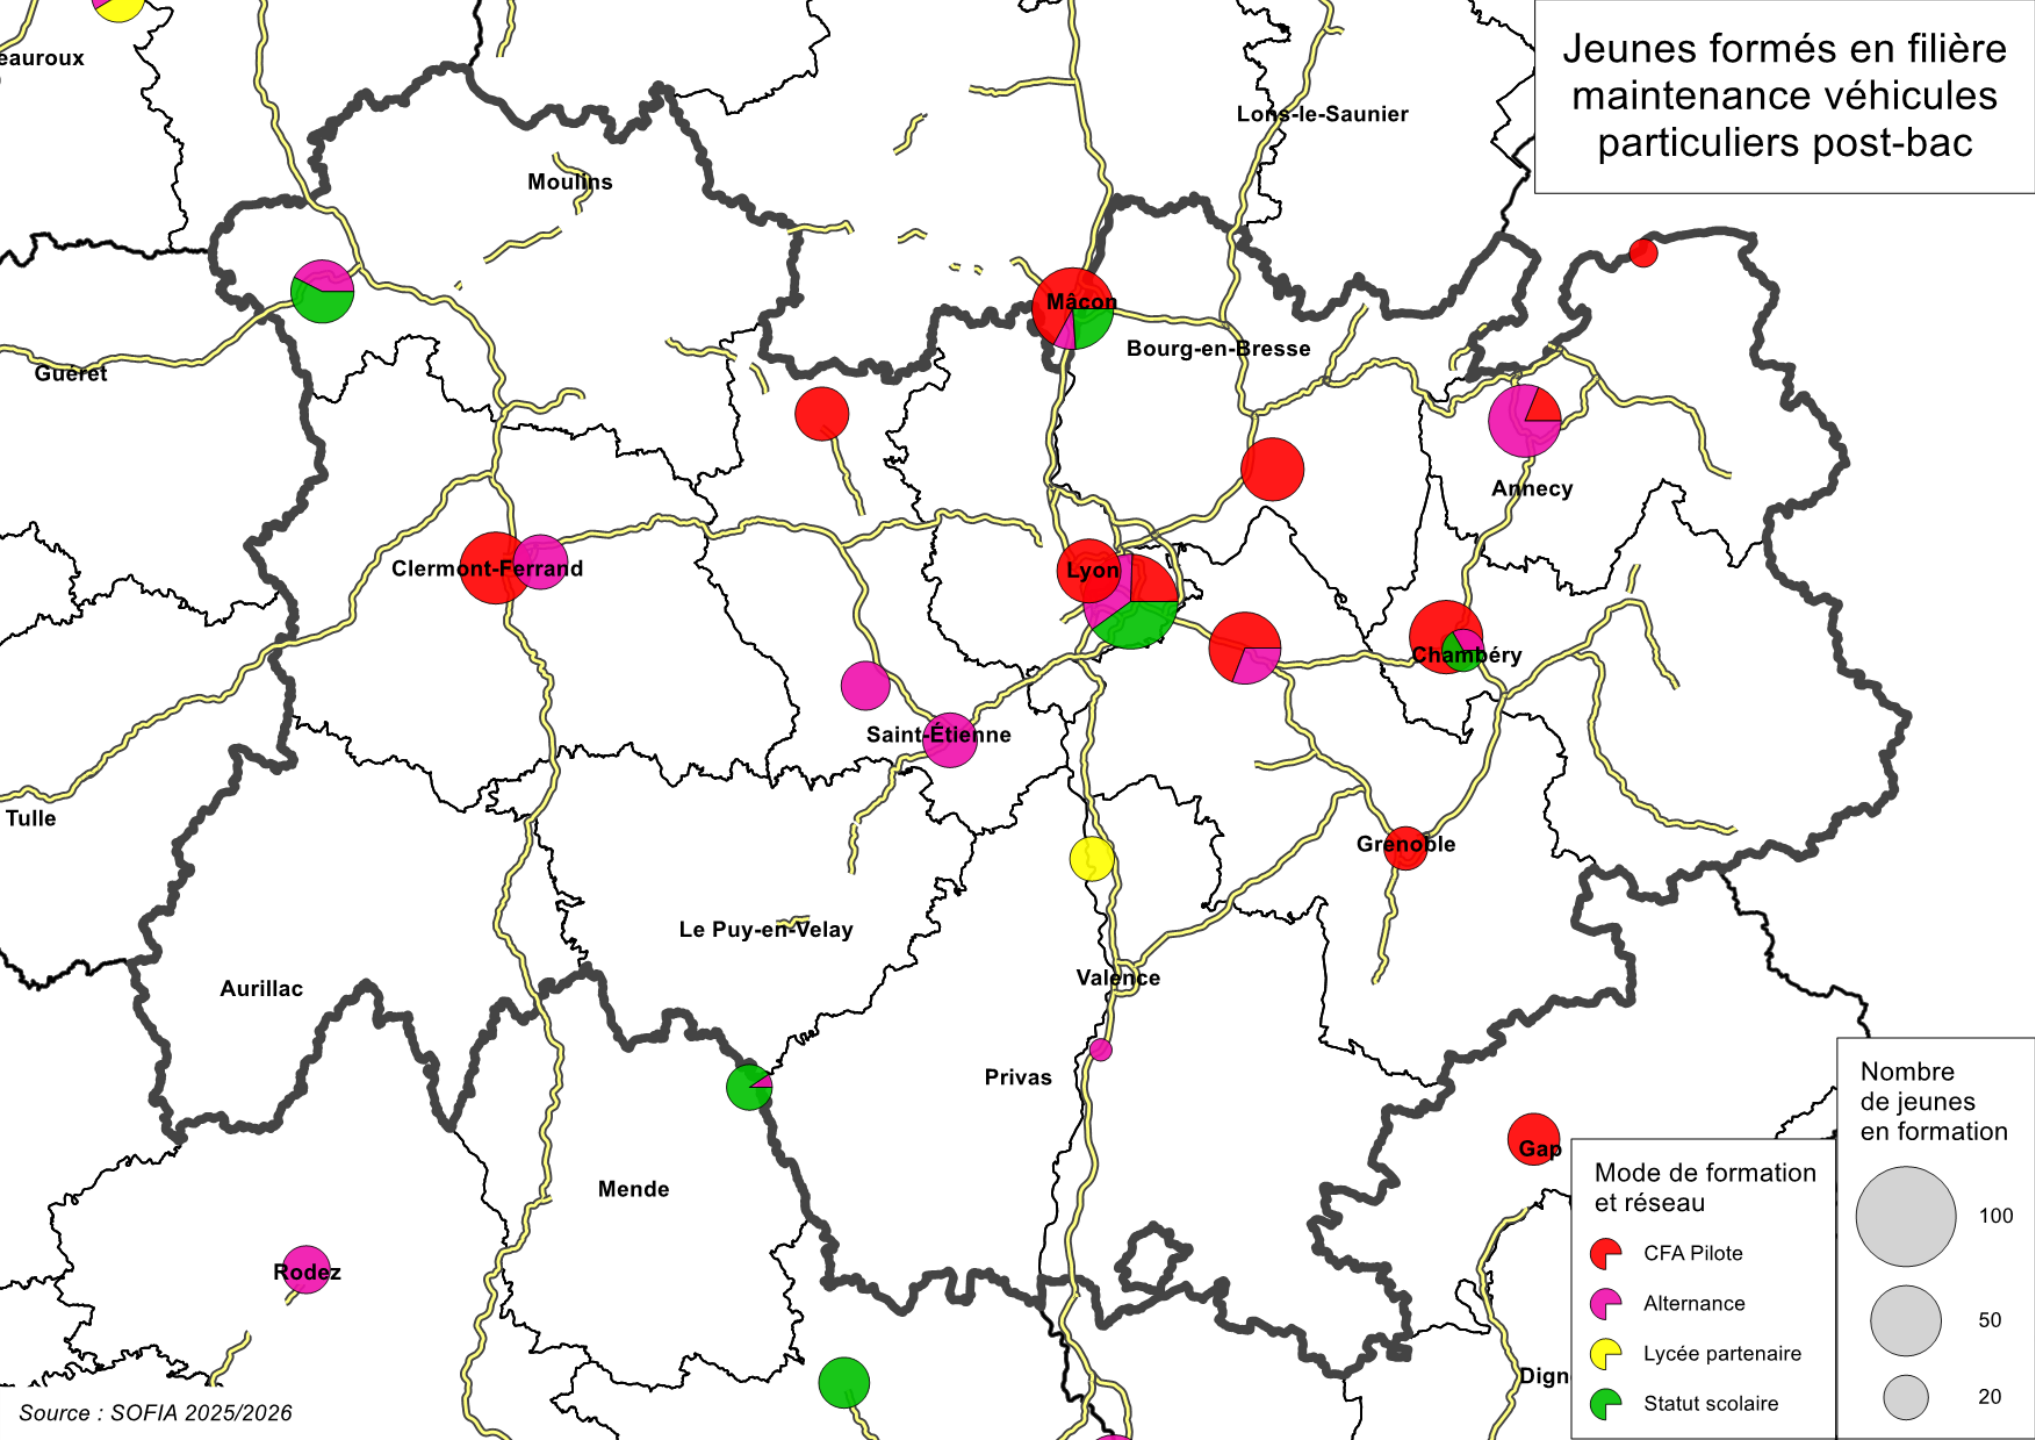 Jeunes formés en filière
maintenance véhicules
particuliers post-bac
eauroux
Lons-le-Saunier
Moulins
Mâcon
Bourg-en-Bresse
Guéret
Annecy
Clermont-Ferrand
Lyon
Chambéry
Saint-Étienne
Tulle
Grenoble
Le Puy-en-Velay
Valence
Aurillac
Privas
Gap
Mende
Rodez
Dign
Nombre
de jeunes
en formation
100
50
20
Mode de formation
et réseau
CFA Pilote
Alternance
Lycée partenaire
Statut scolaire
Source : SOFIA 2025/2026